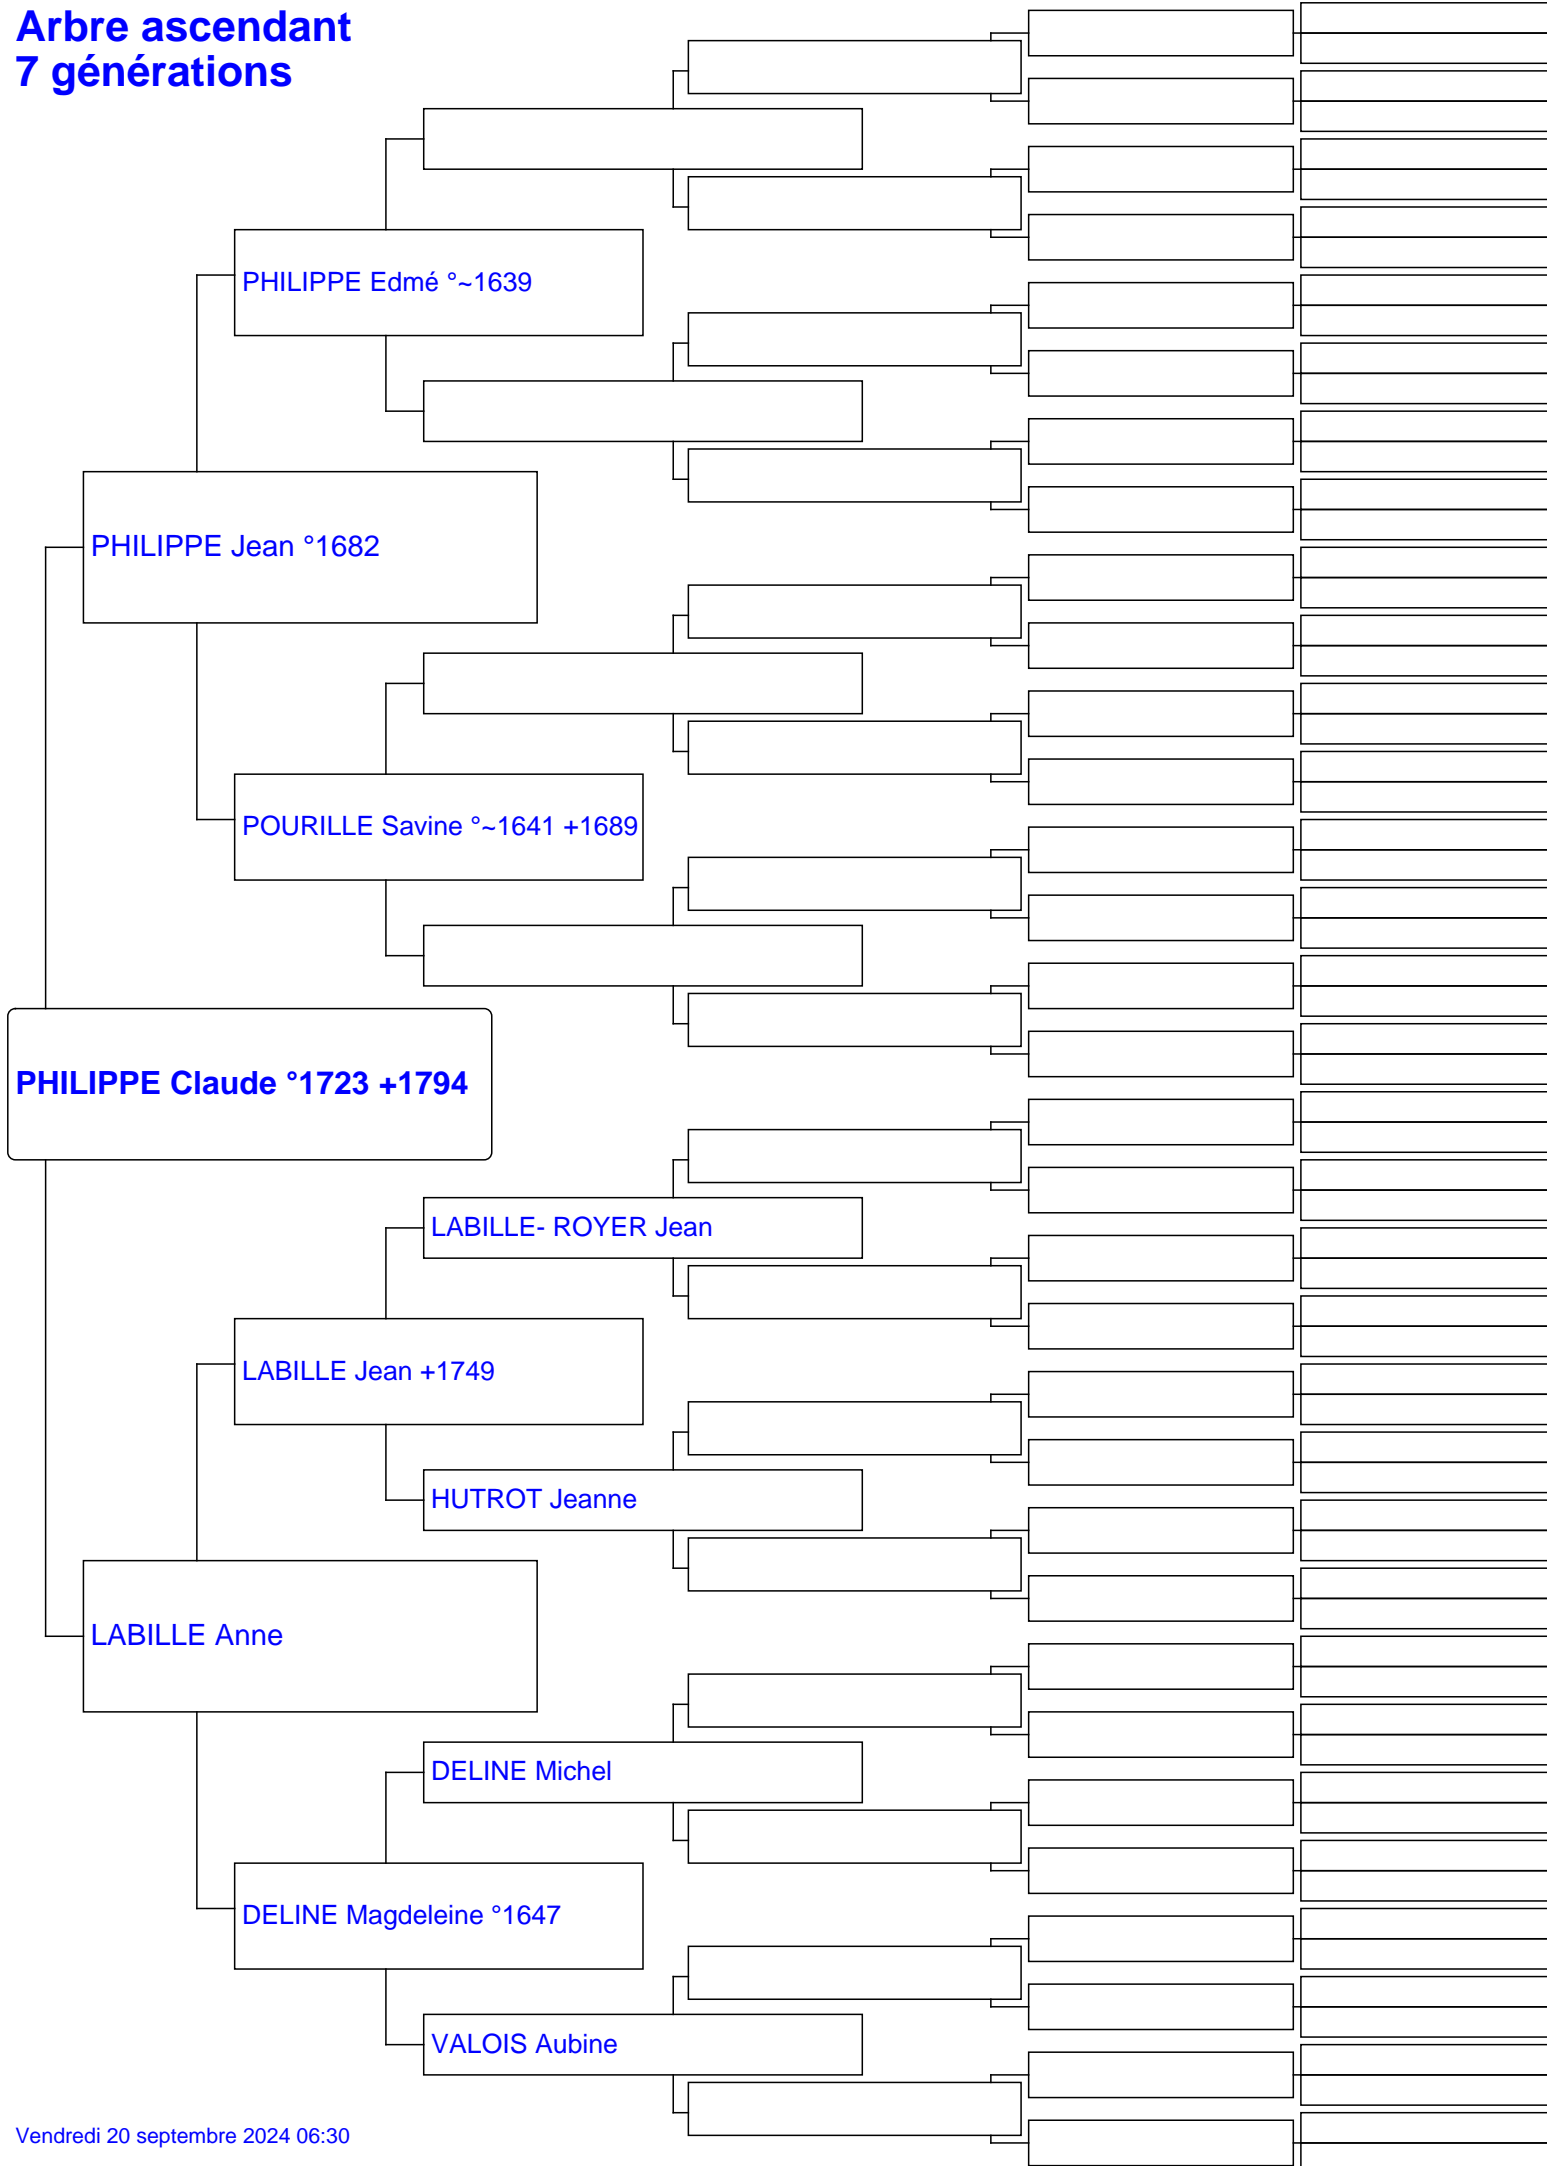 Arbre ascendant
7 générations
PHILIPPE Edmé °~1639
PHILIPPE Jean °1682
POURILLE Savine °~1641 +1689
PHILIPPE Claude °1723 +1794
LABILLE- ROYER Jean
LABILLE Jean +1749
HUTROT Jeanne
LABILLE Anne
DELINE Michel
DELINE Magdeleine °1647
VALOIS Aubine
Vendredi 20 septembre 2024 06:30